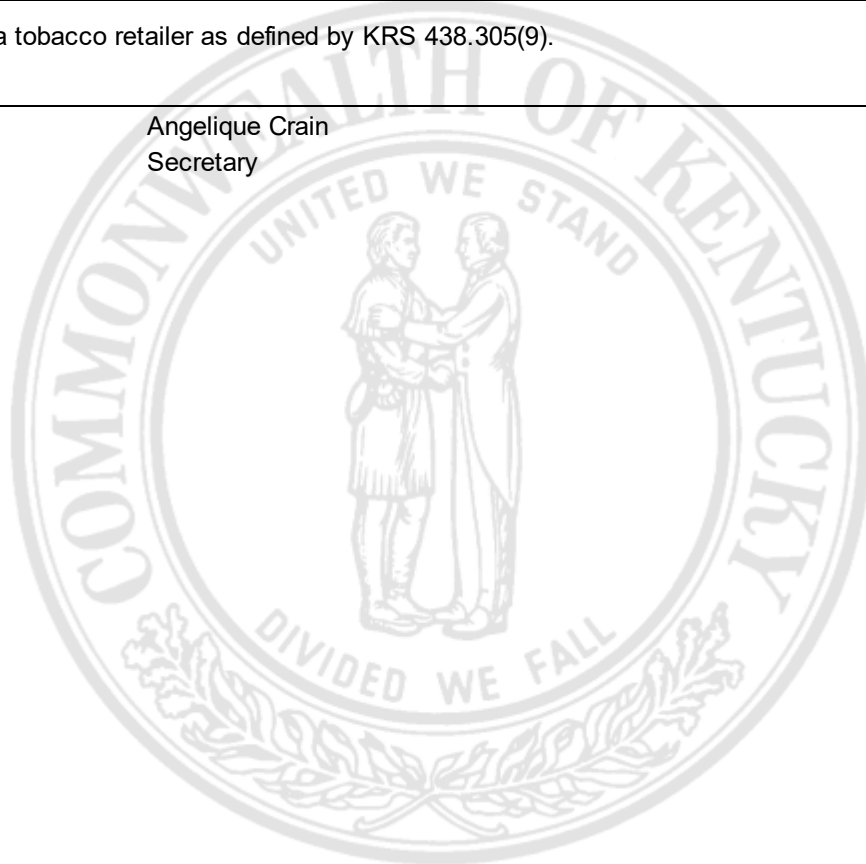 a tobacco retailer as defined by KRS 438.305(9).
Angelique Crain
Secretary
COMMONWEALTH OF KENTUCKY
UNITED WE STAND
DIVIDED WE FALL